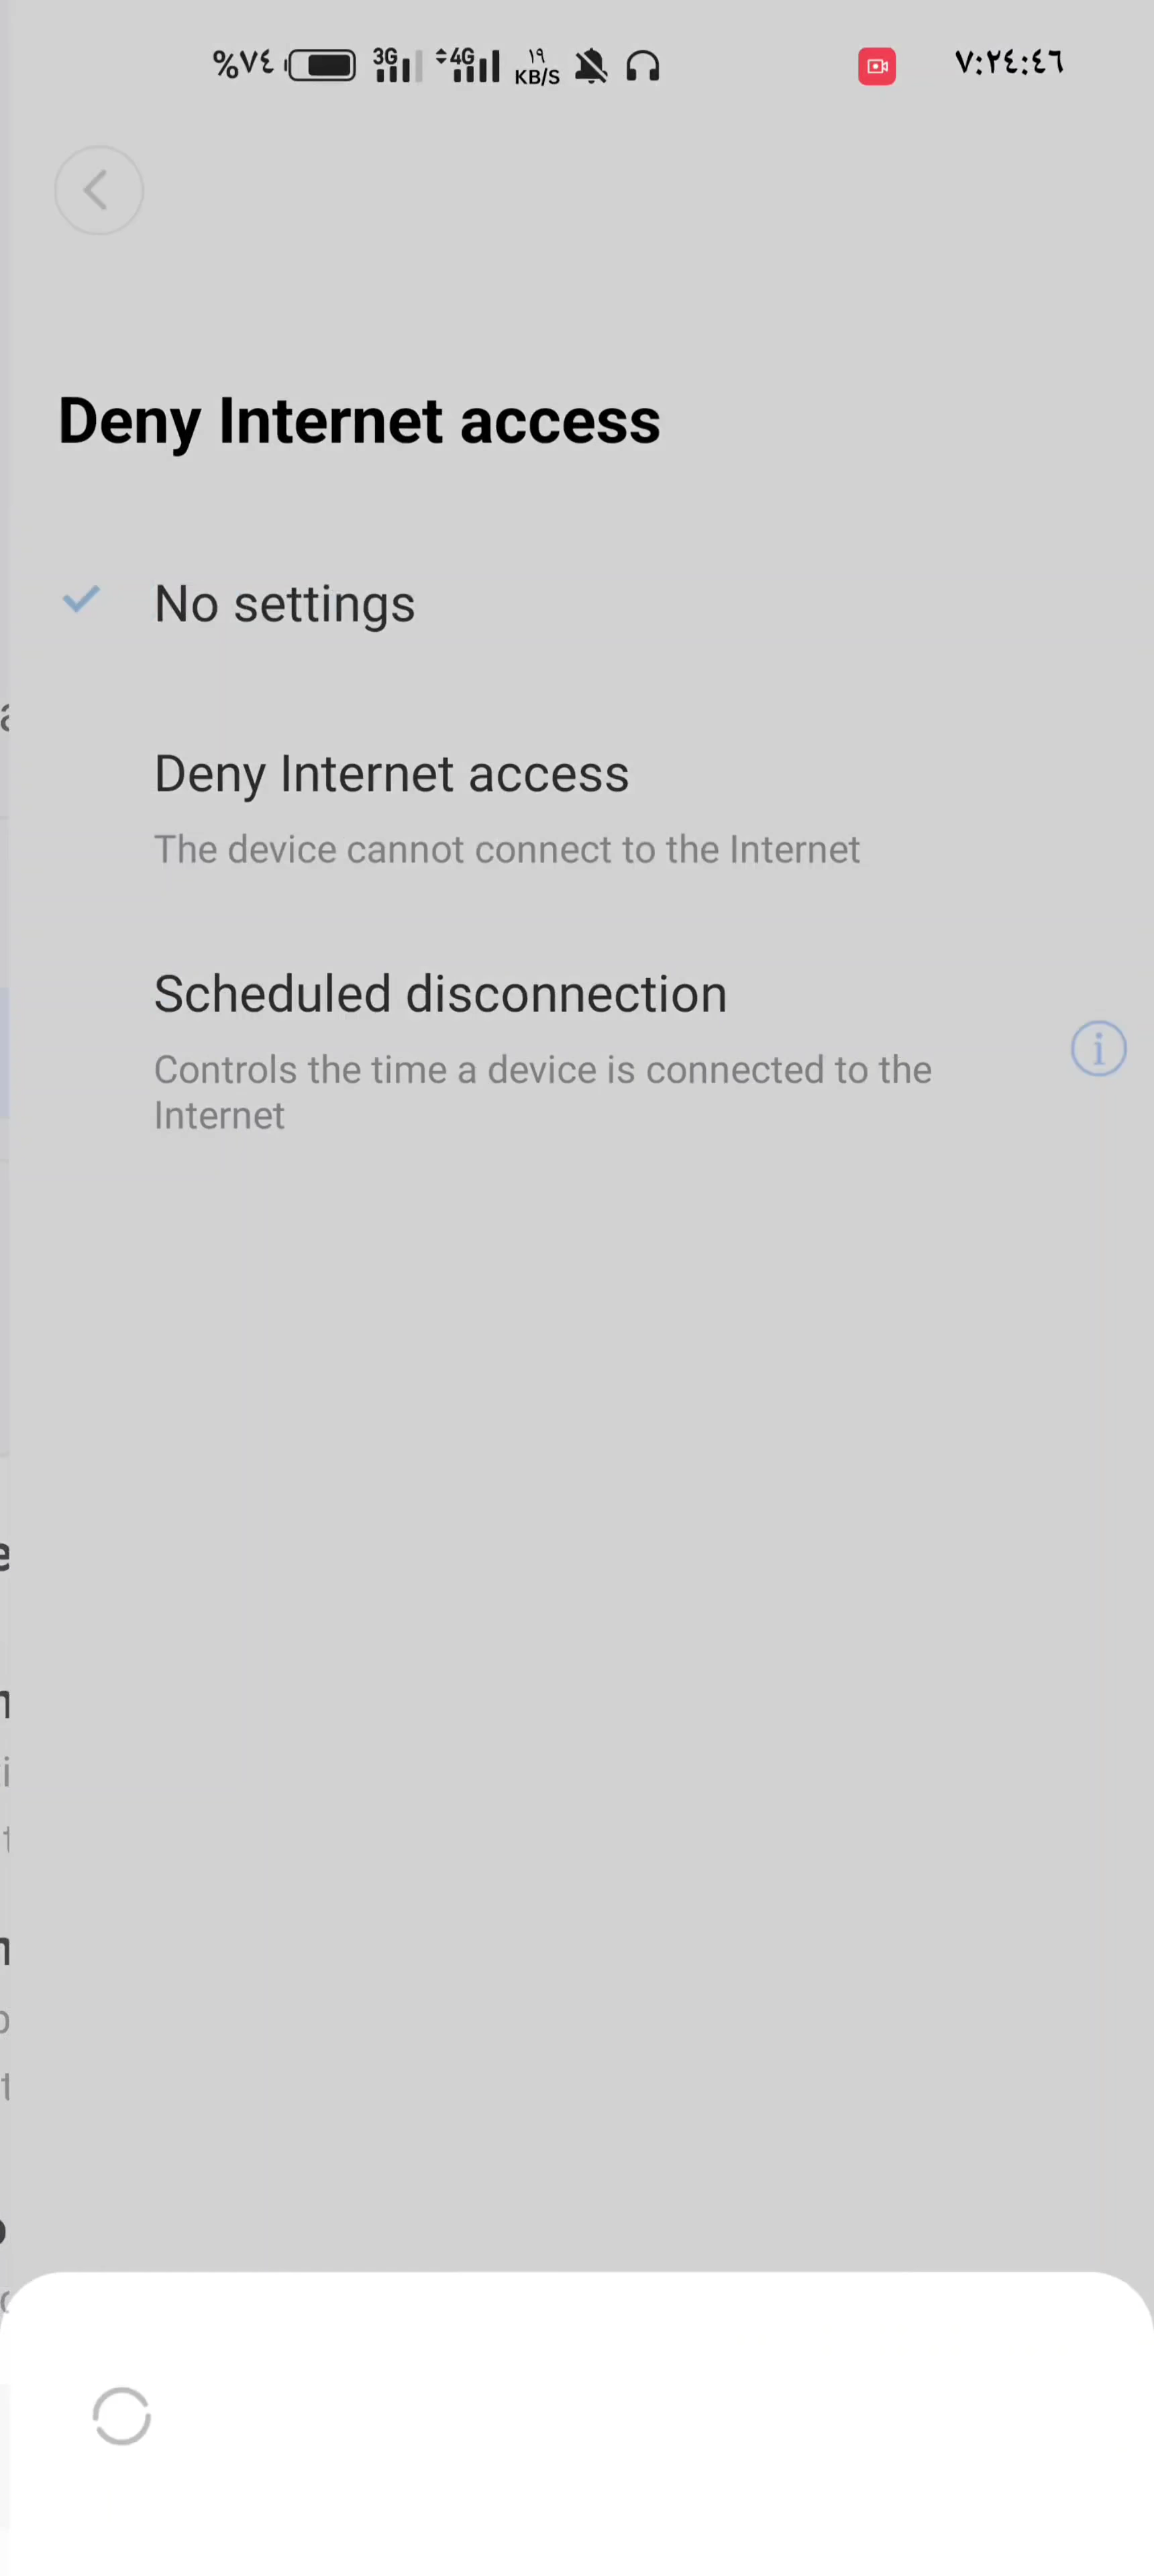 %٧٤ 3G 4G ١٩ KB/S ٧:٢٤:٤٦
Deny Internet access
No settings
Deny Internet access
The device cannot connect to the Internet
Scheduled disconnection
Controls the time a device is connected to the
Internet